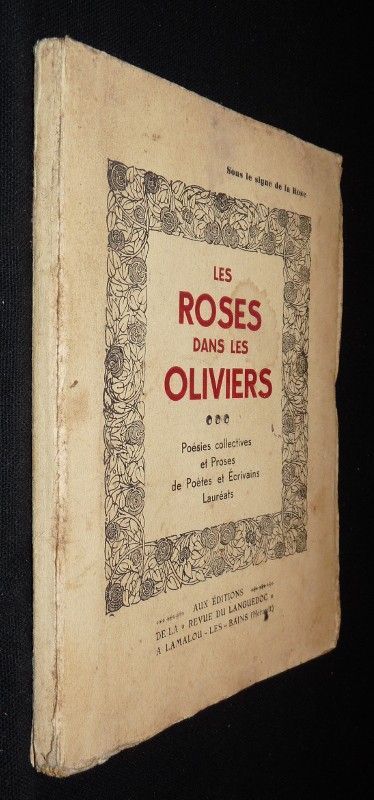 Sous le signe de la Rose
LES
ROSES
DANS LES
OLIVIERS
Poésies collectives
et Proses
de Poètes et Écrivains
Lauréats
AUX ÉDITIONS
DE LA « REVUE DU LANGUEDOC »
A LAMALOU-LES-BAINS (Hérault)